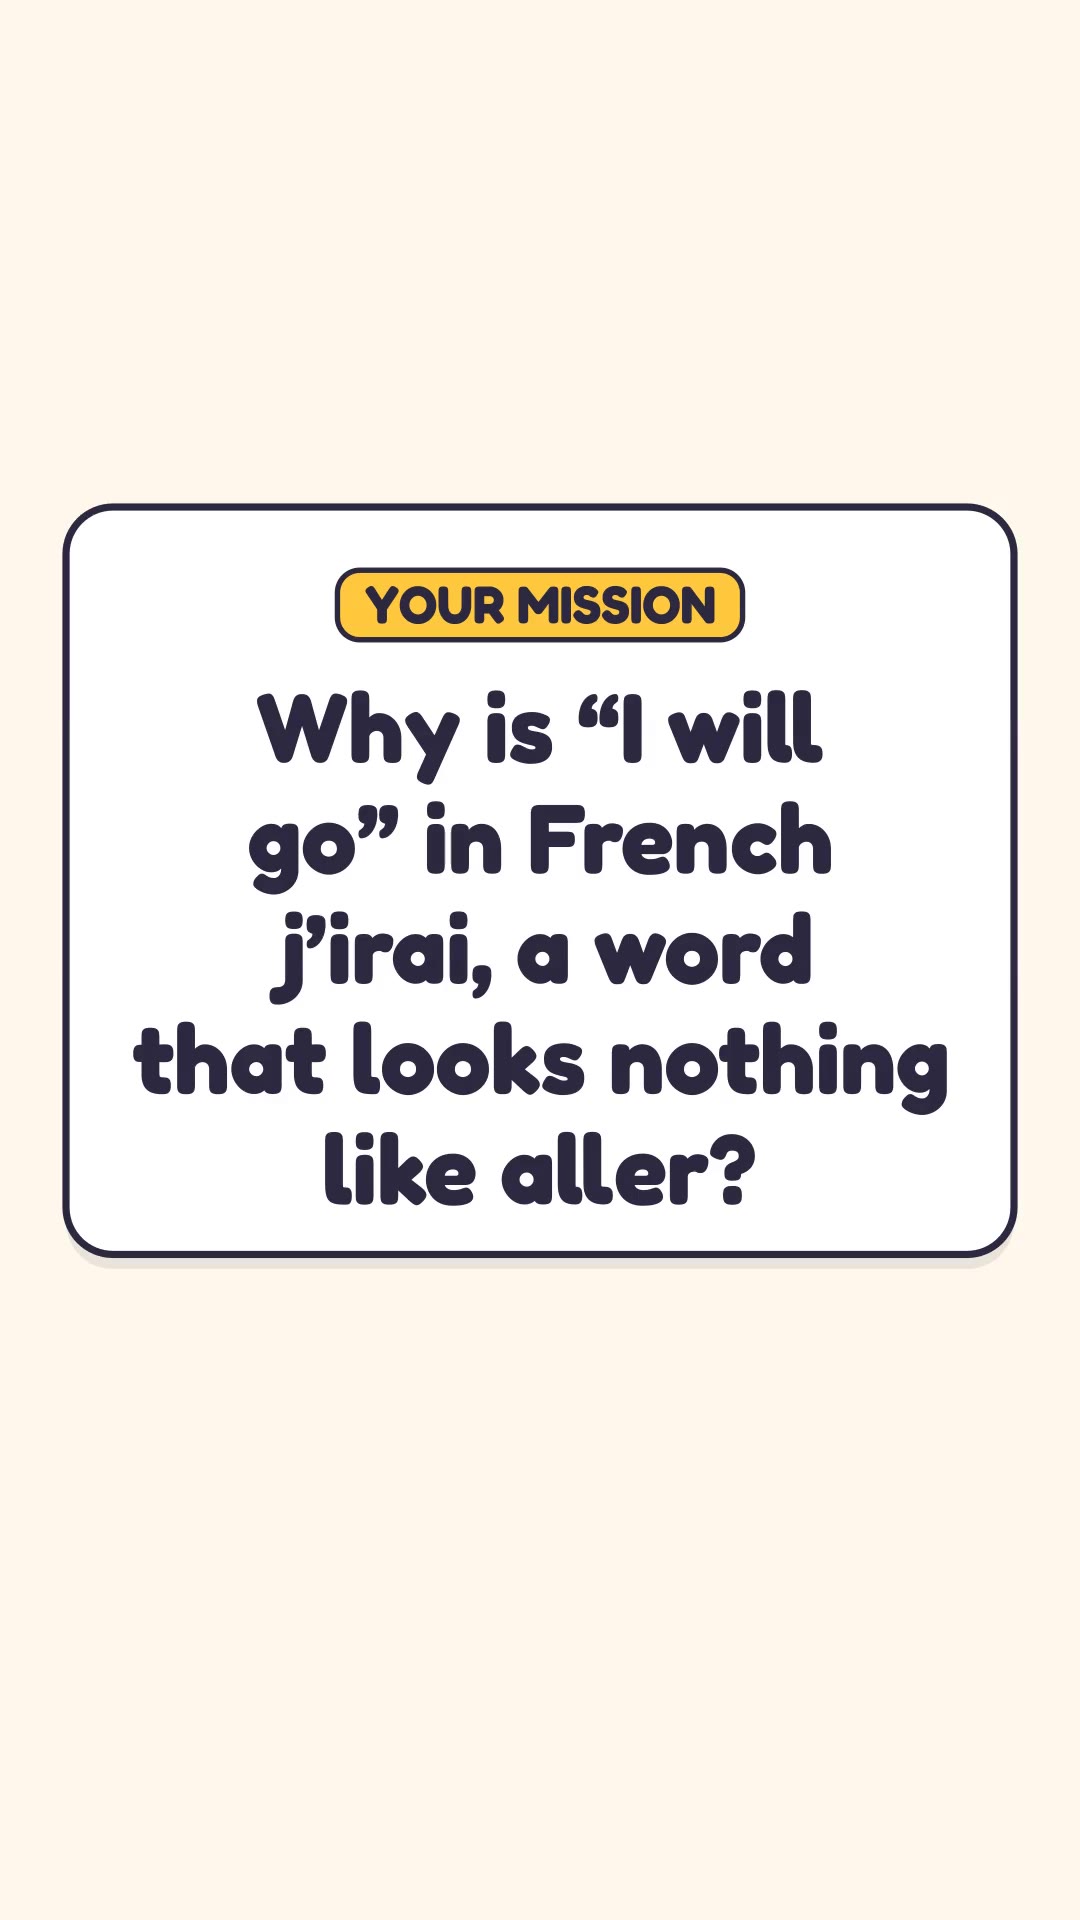 YOUR MISSION
Why is “I will
go” in French
j’irai, a word
that looks nothing
like aller?